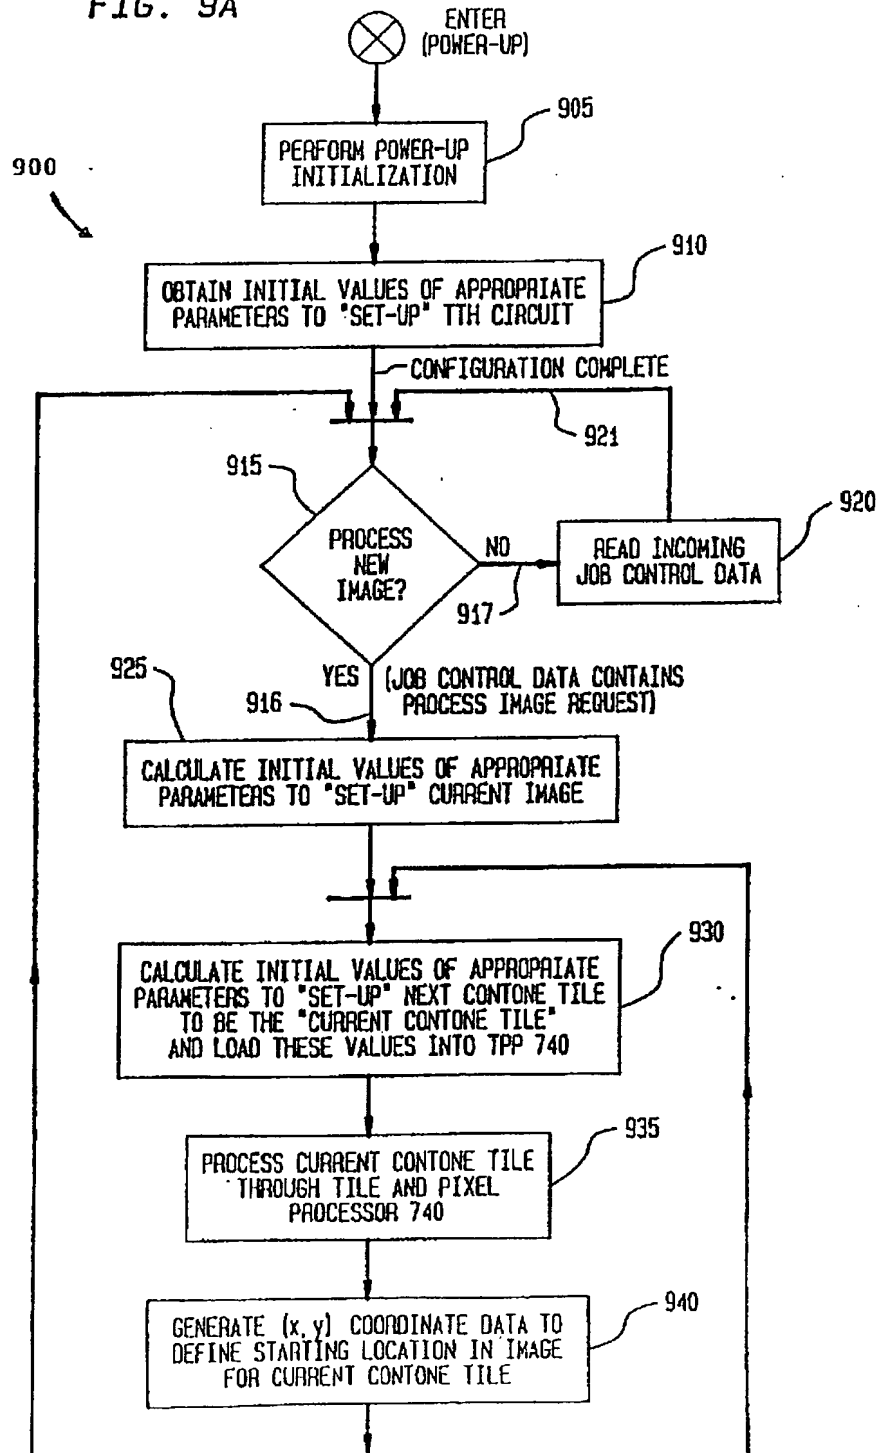 FIG. 9A
ENTER
(POWER-UP)
905
PERFORM POWER-UP
INITIALIZATION
900
910
OBTAIN INITIAL VALUES OF APPROPRIATE
PARAMETERS TO "SET-UP" TTH CIRCUIT
CONFIGURATION COMPLETE
921
915
920
PROCESS
NEW
IMAGE?
NO
917
READ INCOMING
JOB CONTROL DATA
925
YES
916
(JOB CONTROL DATA CONTAINS
PROCESS IMAGE REQUEST)
CALCULATE INITIAL VALUES OF APPROPRIATE
PARAMETERS TO "SET-UP" CURRENT IMAGE
930
CALCULATE INITIAL VALUES OF APPROPRIATE
PARAMETERS TO "SET-UP" NEXT CONTONE TILE
TO BE THE "CURRENT CONTONE TILE"
AND LOAD THESE VALUES INTO TPP 740
935
PROCESS CURRENT CONTONE TILE
THROUGH TILE AND PIXEL
PROCESSOR 740
940
GENERATE (x, y) COORDINATE DATA TO
DEFINE STARTING LOCATION IN IMAGE
FOR CURRENT CONTONE TILE